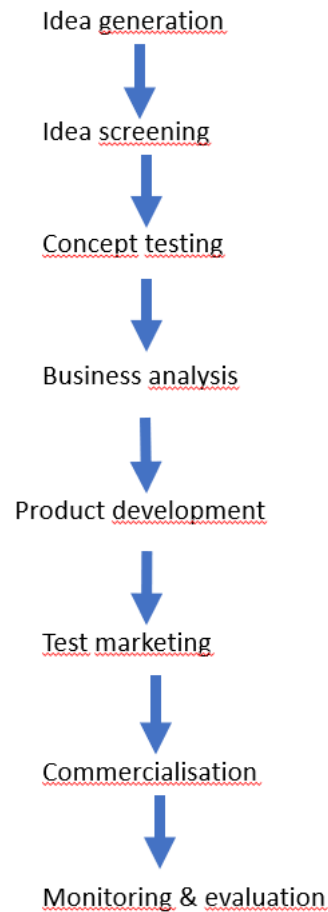 Idea generation
Idea screening
Concept testing
Business analysis
Product development
Test marketing
Commercialisation
Monitoring & evaluation